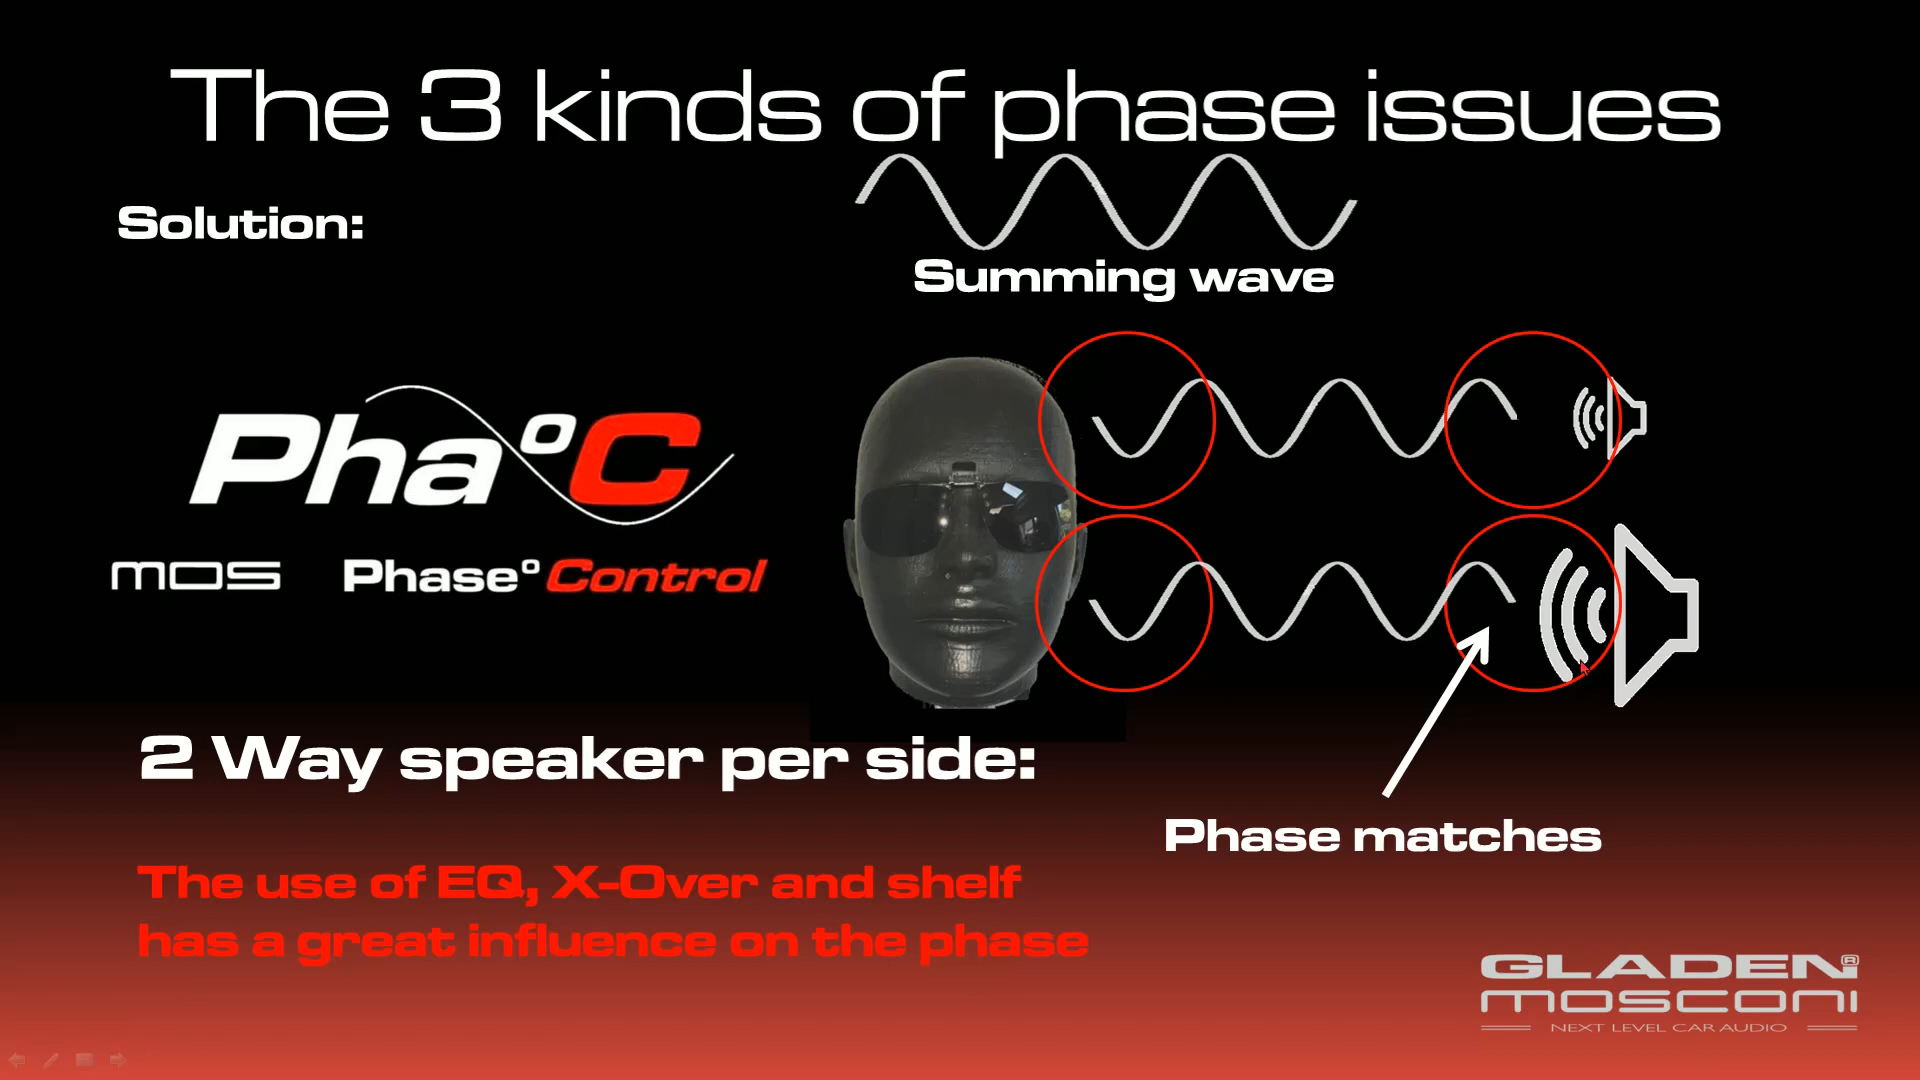 The 3 kinds of phase issues
Solution:
Summing wave
Pha°C
MOS Phase° Control
2 Way speaker per side:
Phase matches
The use of EQ, X-Over and shelf
has a great influence on the phase
GLADEN®
MOSCONI
NEXT LEVEL CAR AUDIO